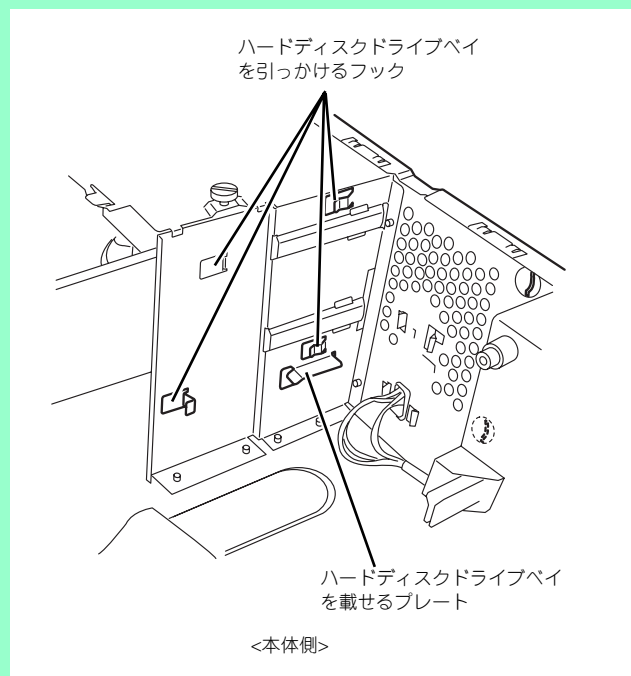 ハードディスクドライブベイ
を引っかけるフック
ハードディスクドライブベイ
を載せるプレート
<本体側>